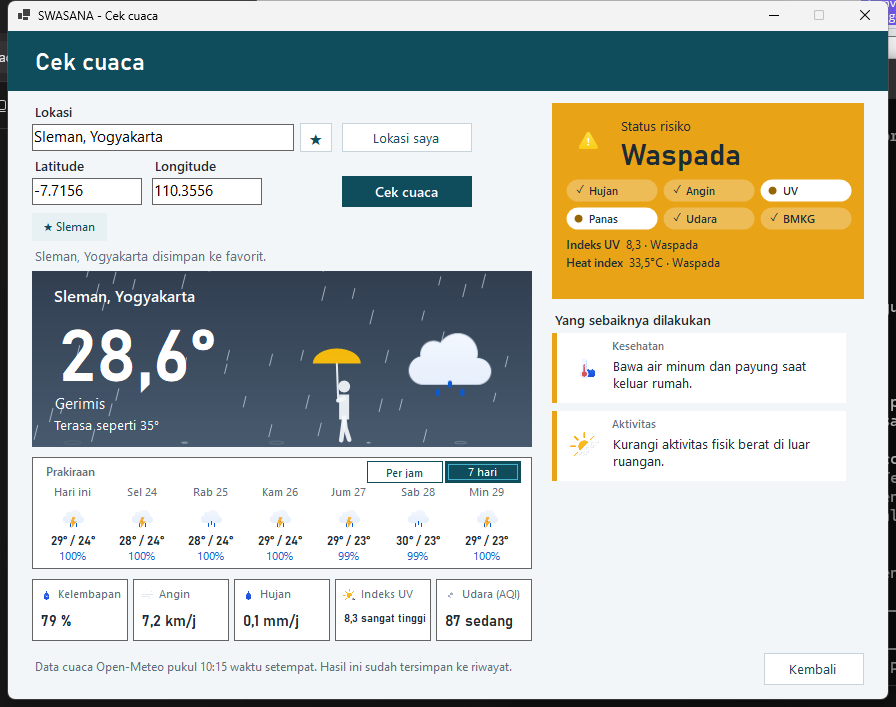 SWASANA - Cek cuaca
Cek cuaca
Lokasi
Sleman, Yogyakarta
★
Lokasi saya
Latitude
Longitude
-7.7156
110.3556
Cek cuaca
★ Sleman
Sleman, Yogyakarta disimpan ke favorit.
Sleman, Yogyakarta
28,6°
Gerimis
Terasa seperti 35°
Prakiraan
Per jam
7 hari
Hari ini Sel 24 Rab 25 Kam 26 Jum 27 Sab 28 Min 29
29° / 24° 28° / 24° 28° / 24° 29° / 24° 29° / 23° 30° / 23° 29° / 23°
100% 100% 100% 100% 99% 99% 100%
Kelembapan
79 %
Angin
7,2 km/j
Hujan
0,1 mm/j
Indeks UV
8,3 sangat tinggi
Udara (AQI)
87 sedang
Data cuaca Open-Meteo pukul 10:15 waktu setempat. Hasil ini sudah tersimpan ke riwayat.
Status risiko
Waspada
✓ Hujan
✓ Angin
● UV
● Panas
✓ Udara
✓ BMKG
Indeks UV 8,3 · Waspada
Heat index 33,5°C · Waspada
Yang sebaiknya dilakukan
Kesehatan
Bawa air minum dan payung saat
keluar rumah.
Aktivitas
Kurangi aktivitas fisik berat di luar
ruangan.
Kembali